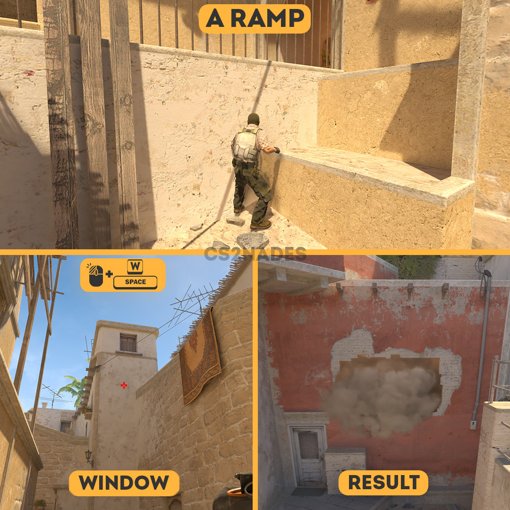 A RAMP
CS2NADES
W
SPACE
+
WINDOW
RESULT